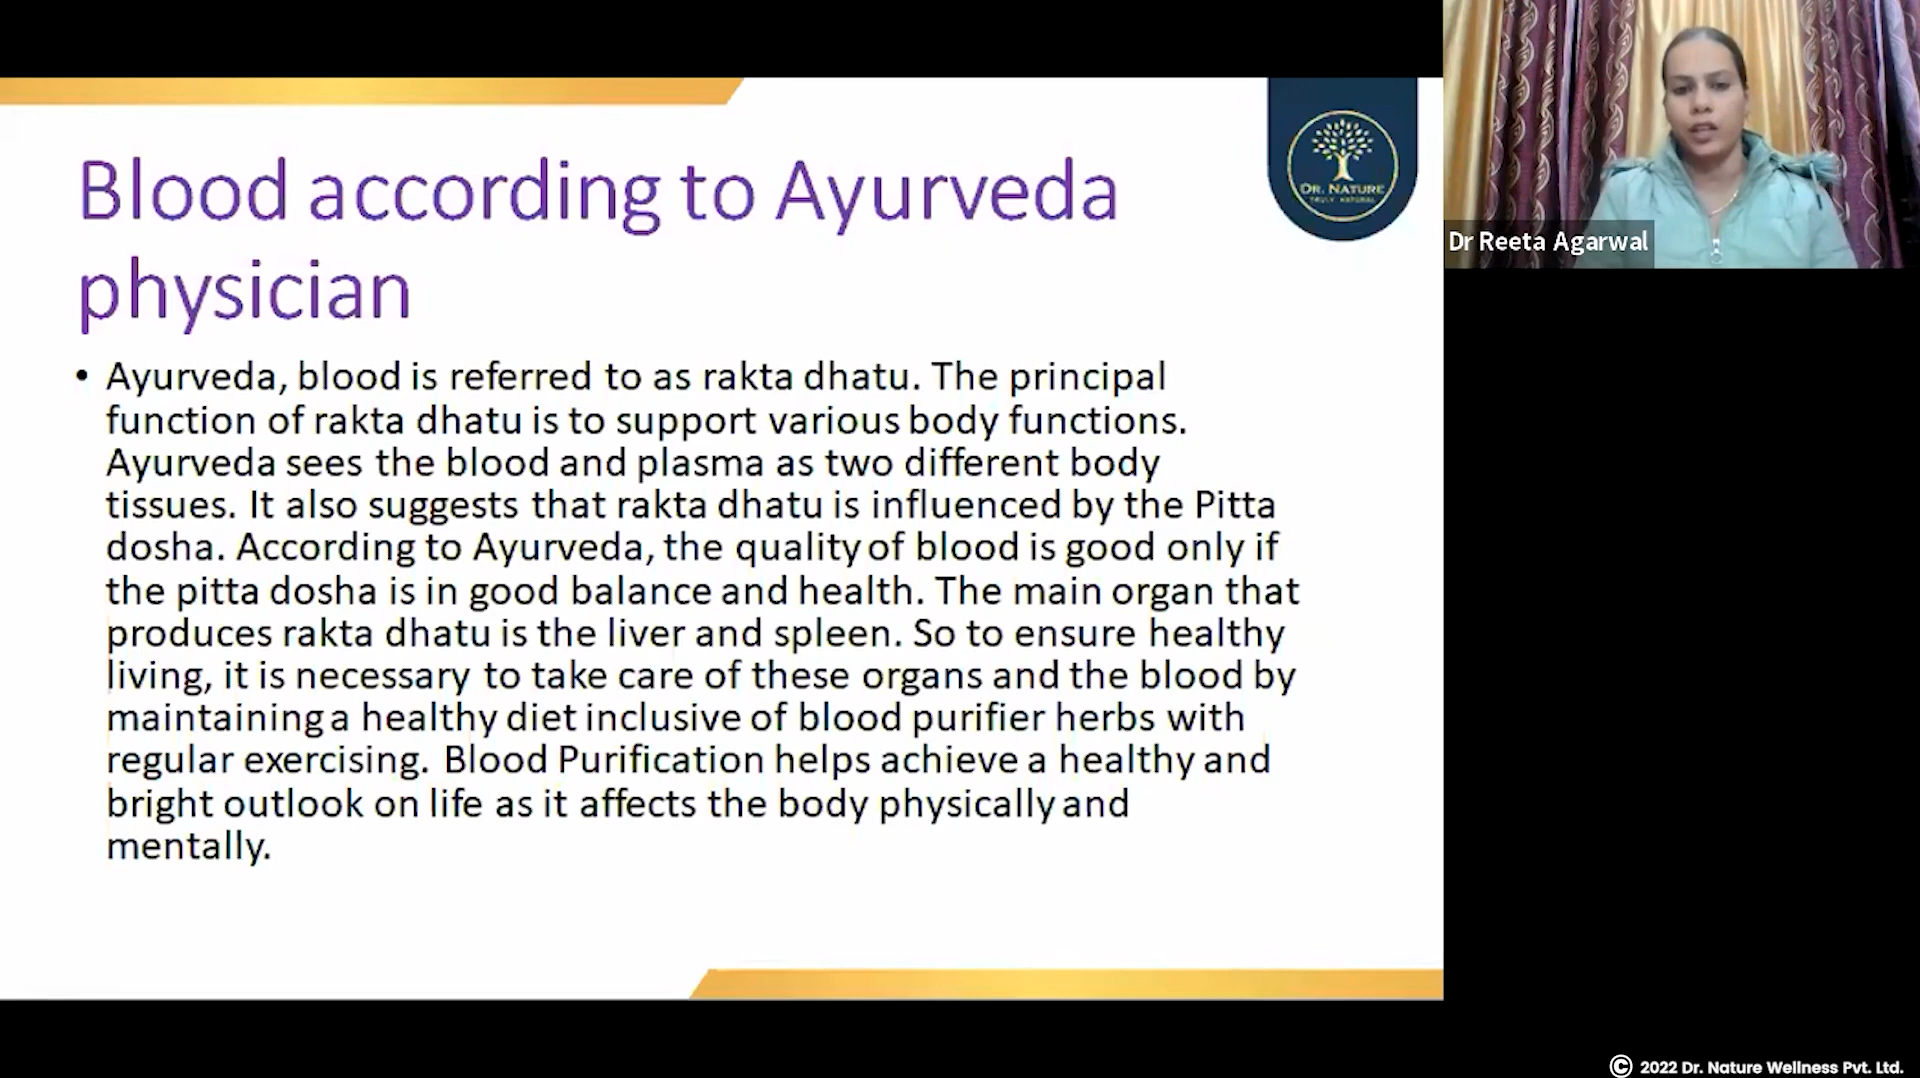 Blood according to Ayurveda
physician
• Ayurveda, blood is referred to as rakta dhatu. The principal
function of rakta dhatu is to support various body functions.
Ayurveda sees the blood and plasma as two different body
tissues. It also suggests that rakta dhatu is influenced by the Pitta
dosha. According to Ayurveda, the quality of blood is good only if
the pitta dosha is in good balance and health. The main organ that
produces rakta dhatu is the liver and spleen. So to ensure healthy
living, it is necessary to take care of these organs and the blood by
maintaining a healthy diet inclusive of blood purifier herbs with
regular exercising. Blood Purification helps achieve a healthy and
bright outlook on life as it affects the body physically and
mentally.
DR. NATURE
TRULY NATURAL
Dr Reeta Agarwal
© 2022 Dr. Nature Wellness Pvt. Ltd.